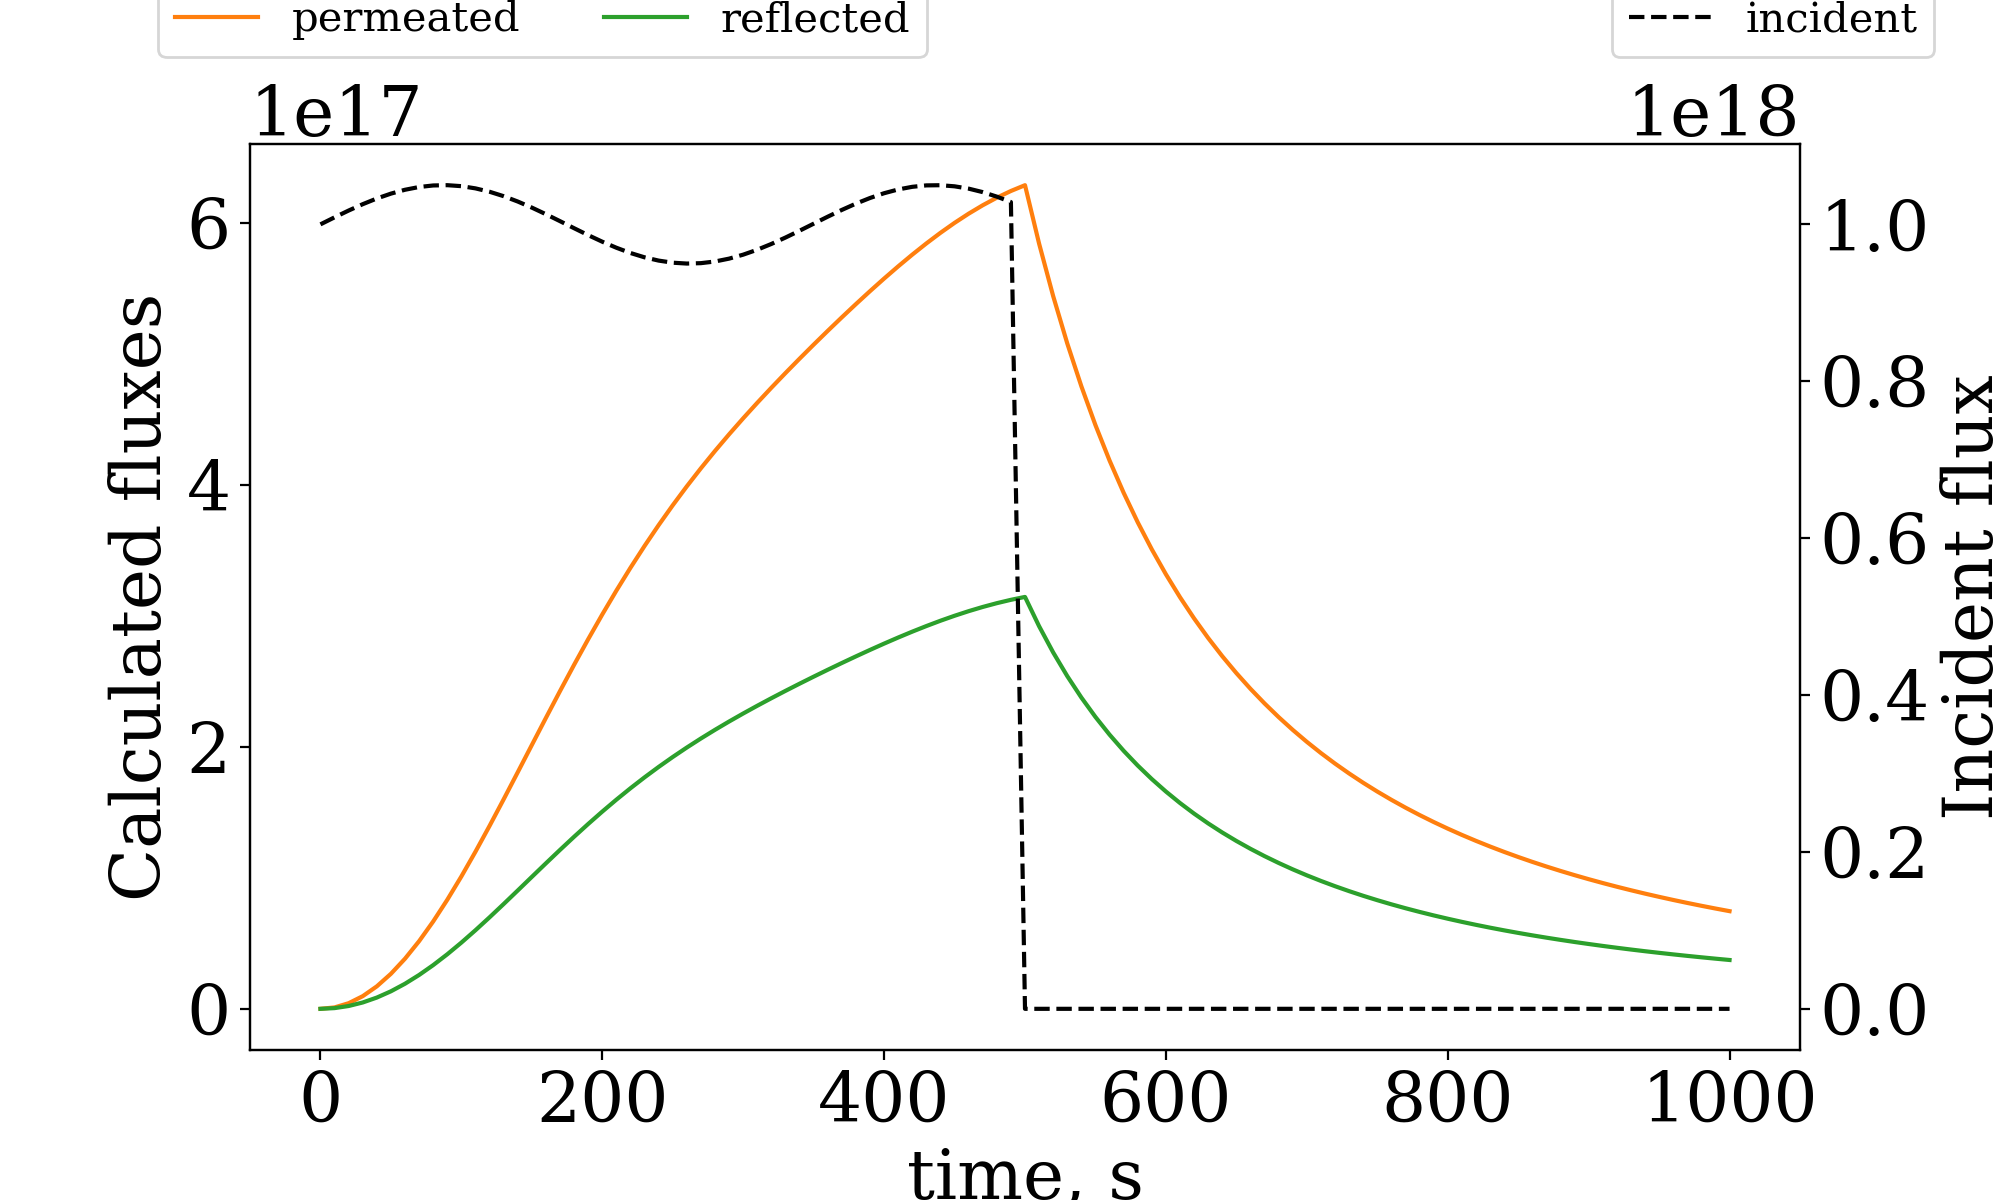 permeated reflected incident
1e17 1e18
Calculated fluxes
6
4
2
0
1.0
0.8
0.6
0.4
0.2
0.0
Incident flux
0 200 400 600 800 1000
time, s